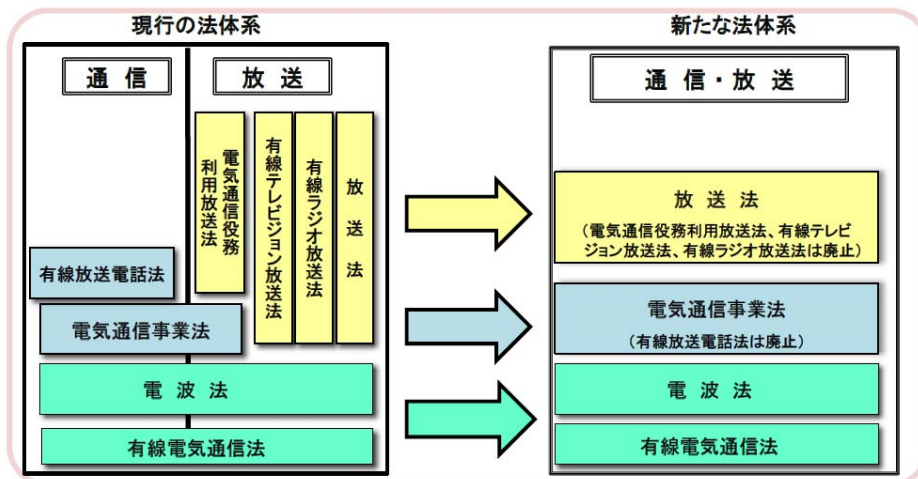 現行の法体系
通信
放送
電気通信役務
利用放送法
有線テレビジョン放送法
有線ラジオ放送法
放送法
有線放送電話法
電気通信事業法
電波法
有線電気通信法
新たな法体系
通信・放送
放送法
(電気通信役務利用放送法、有線テレビ
ジョン放送法、有線ラジオ放送法は廃止)
電気通信事業法
(有線放送電話法は廃止)
電波法
有線電気通信法